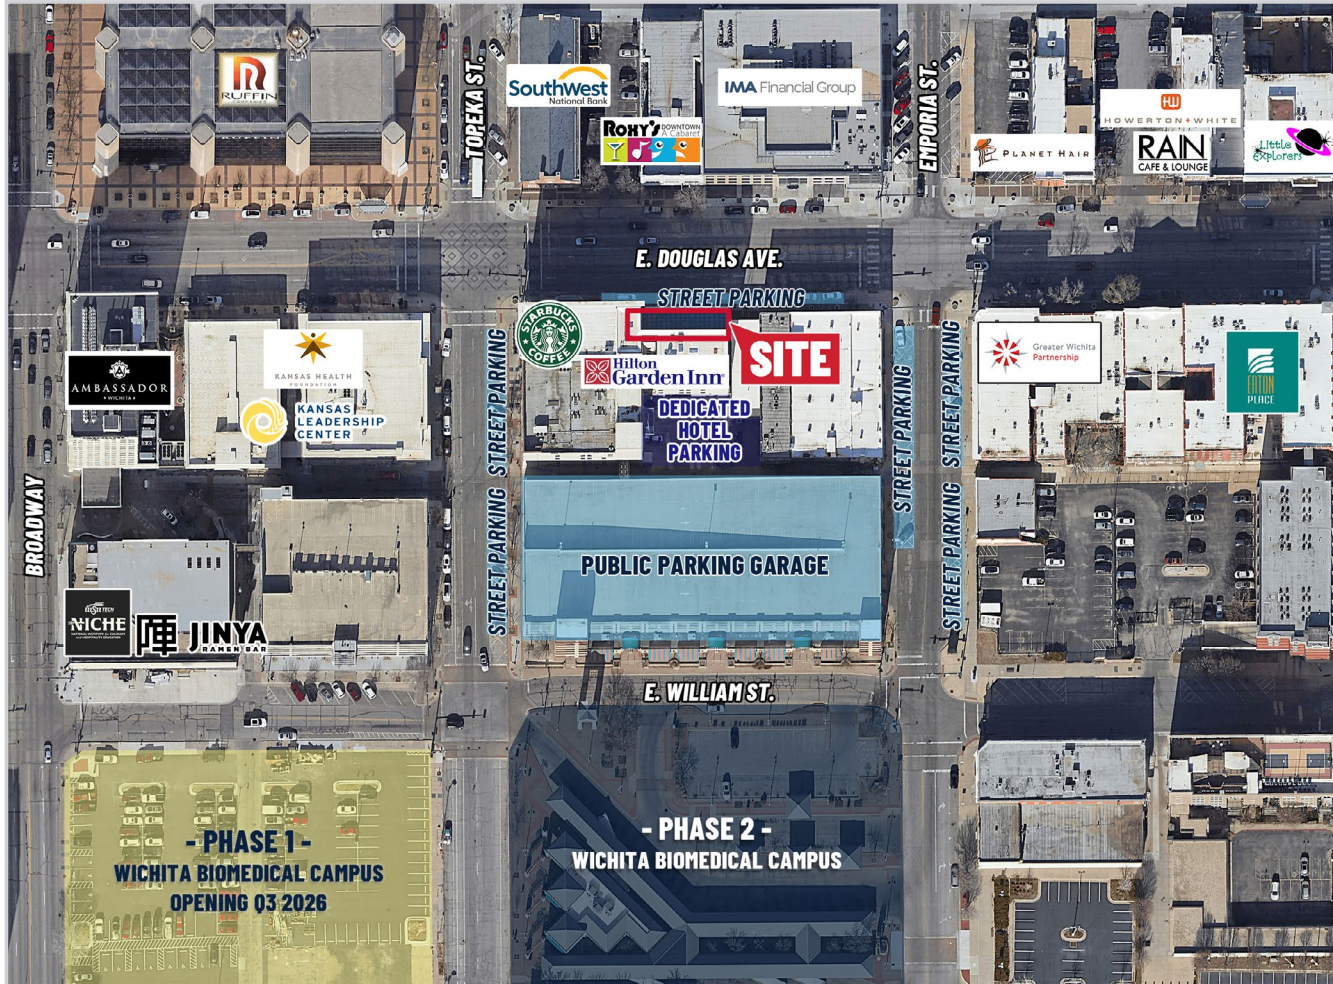 RUFFIN
COMPANIES
TOPEKA ST.
Southwest
National Bank
ROXY'S DOWNTOWN
A Cabaret
IMA Financial Group
EMPORIA ST.
PLANET HAIR
HW
HOWERTON+WHITE
RAIN
CAFE & LOUNGE
Little
eXplorers
E. DOUGLAS AVE.
STREET PARKING
STARBUCKS
COFFEE
SITE
Hilton
Garden Inn
DEDICATED
HOTEL
PARKING
AMBASSADOR
• WICHITA •
KANSAS HEALTH
FOUNDATION
KANSAS
LEADERSHIP
CENTER
STREET PARKING
STREET PARKING
STREET PARKING
STREET PARKING
STREET PARKING
Greater Wichita
Partnership
EATON
PLACE
BROADWAY
PUBLIC PARKING GARAGE
TECH
NICHE
陣 JINYA
RAMEN BAR
E. WILLIAM ST.
- PHASE 1 -
WICHITA BIOMEDICAL CAMPUS
OPENING Q3 2026
- PHASE 2 -
WICHITA BIOMEDICAL CAMPUS